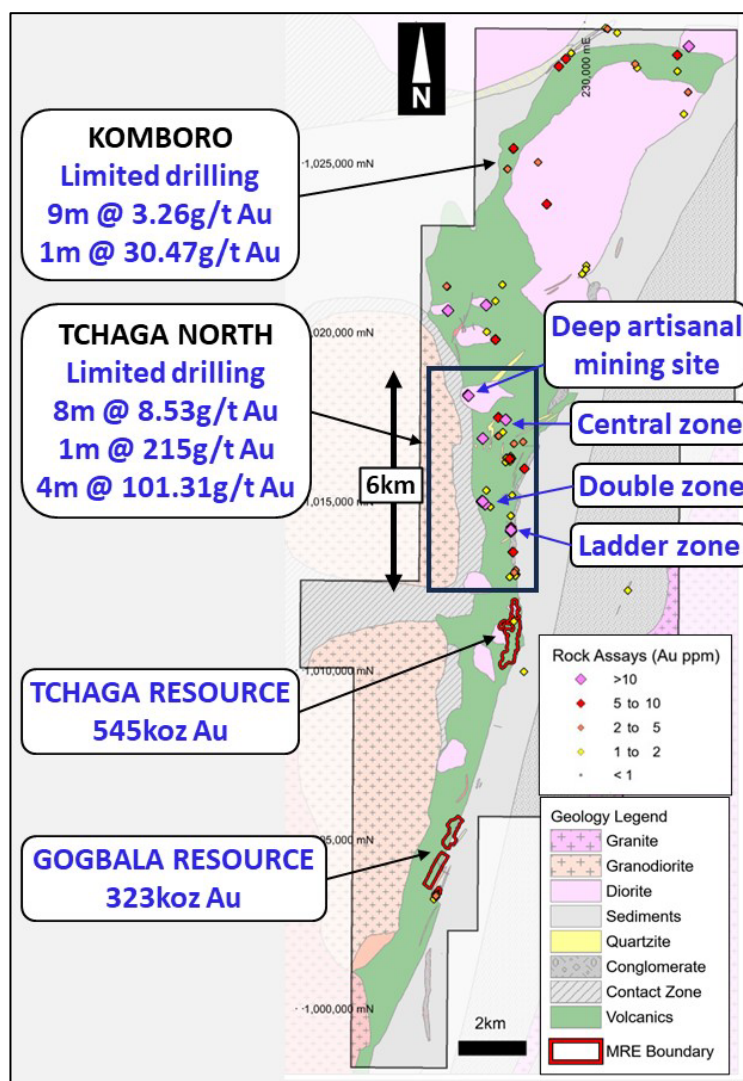 N
230,000 mE
KOMBORO
Limited drilling
9m @ 3.26g/t Au
1m @ 30.47g/t Au
1,025,000 mN
TCHAGA NORTH
Limited drilling
8m @ 8.53g/t Au
1m @ 215g/t Au
4m @ 101.31g/t Au
1,020,000 mN
Deep artisanal
mining site
Central zone
6km
1,015,000 mN
Double zone
Ladder zone
1,010,000 mN
TCHAGA RESOURCE
545koz Au
Rock Assays (Au ppm)
>10
5 to 10
2 to 5
1 to 2
< 1
GOGBALA RESOURCE
323koz Au
95,000 mN
1,000,000 mN
2km
Geology Legend
Granite
Granodiorite
Diorite
Sediments
Quartzite
Conglomerate
Contact Zone
Volcanics
MRE Boundary